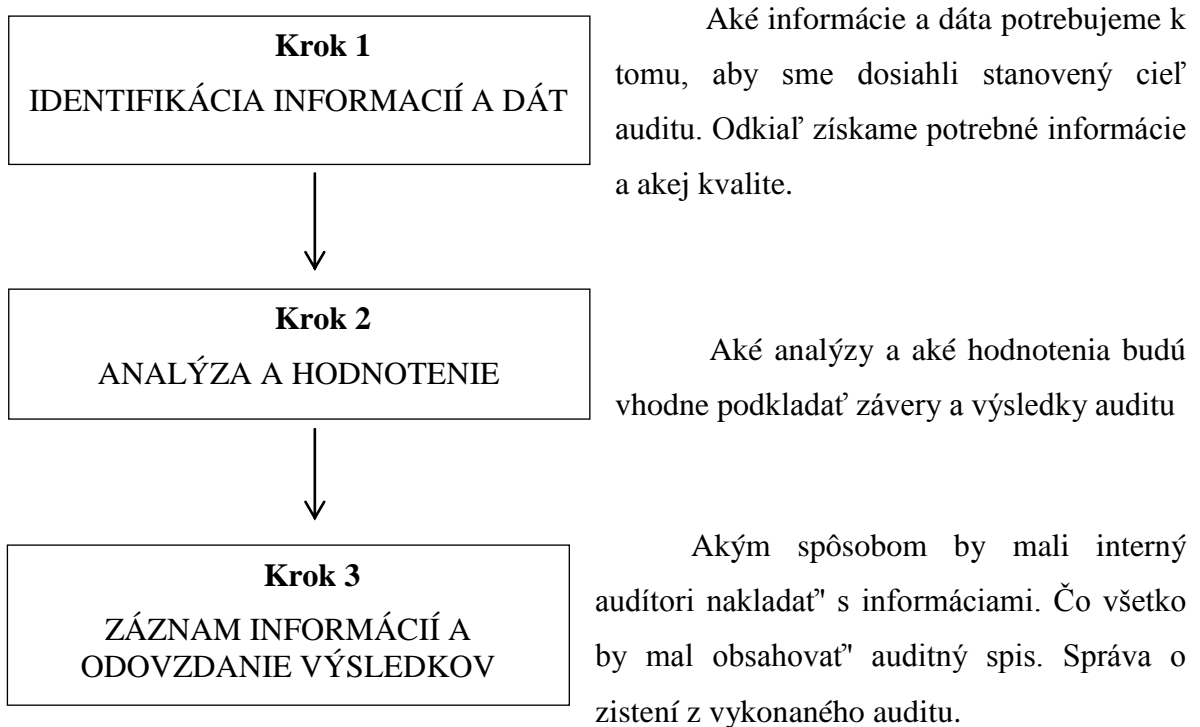 Krok 1
IDENTIFIKÁCIA INFORMACIÍ A DÁT
Aké informácie a dáta potrebujeme k
tomu, aby sme dosiahli stanovený cieľ
auditu. Odkiaľ získame potrebné informácie
a akej kvalite.
Krok 2
ANALÝZA A HODNOTENIE
Aké analýzy a aké hodnotenia budú
vhodne podkladať závery a výsledky auditu
Krok 3
ZÁZNAM INFORMÁCIÍ A
ODOVZDANIE VÝSLEDKOV
Akým spôsobom by mali interný
audítori nakladať" s informáciami. Čo všetko
by mal obsahovať" auditný spis. Správa o
zistení z vykonaného auditu.